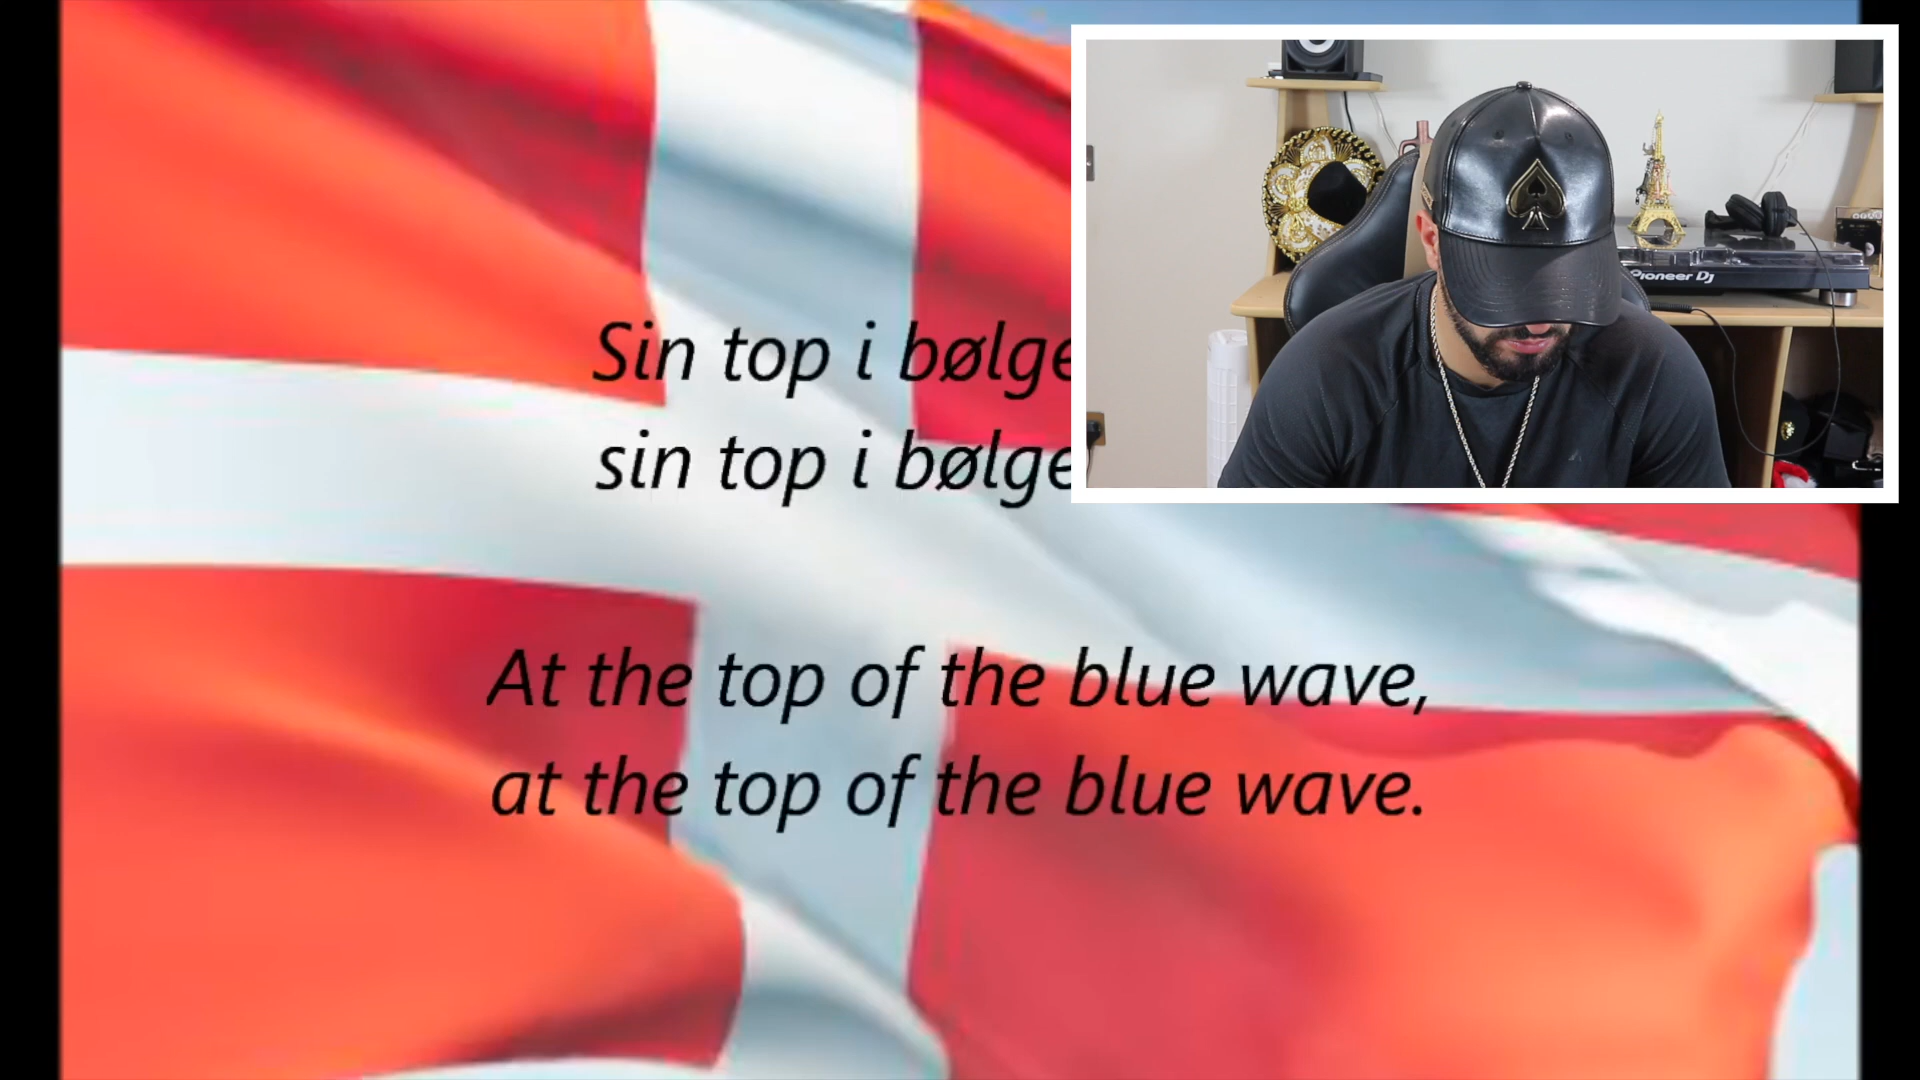 Sin top i bølge
sin top i bølge
At the top of the blue wave,
at the top of the blue wave.
Pioneer Dj